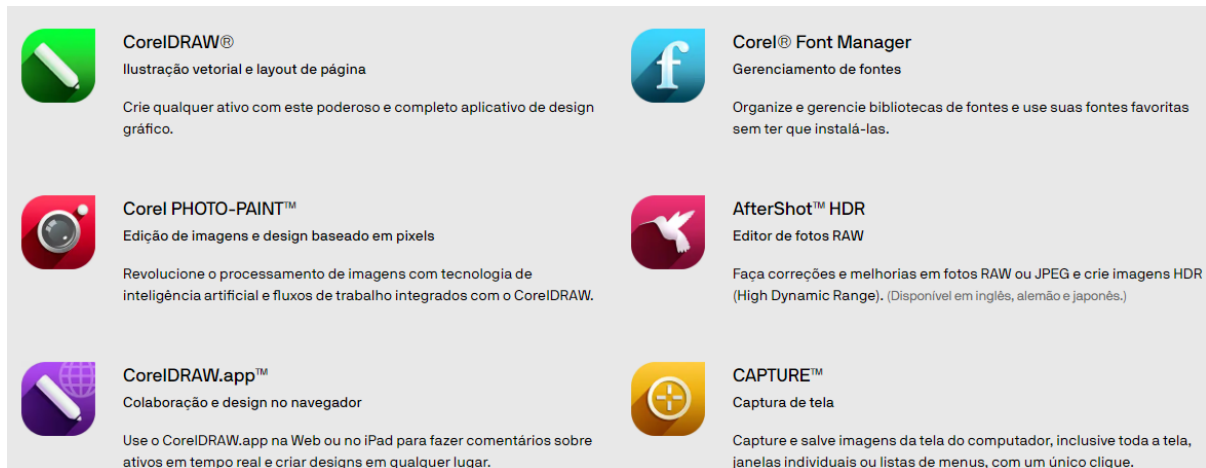 CorelDRAW®
Ilustração vetorial e layout de página
Crie qualquer ativo com este poderoso e completo aplicativo de design
gráfico.
Corel® Font Manager
Gerenciamento de fontes
Organize e gerencie bibliotecas de fontes e use suas fontes favoritas
sem ter que instalá-las.
Corel PHOTO-PAINT™
Edição de imagens e design baseado em pixels
Revolucione o processamento de imagens com tecnologia de
inteligência artificial e fluxos de trabalho integrados com o CorelDRAW.
AfterShot™ HDR
Editor de fotos RAW
Faça correções e melhorias em fotos RAW ou JPEG e crie imagens HDR
(High Dynamic Range). (Disponível em inglês, alemão e japonês.)
CorelDRAW.app™
Colaboração e design no navegador
Use o CorelDRAW.app na Web ou no iPad para fazer comentários sobre
ativos em tempo real e criar designs em qualquer lugar.
CAPTURE™
Captura de tela
Capture e salve imagens da tela do computador, inclusive toda a tela,
janelas individuais ou listas de menus, com um único clique.